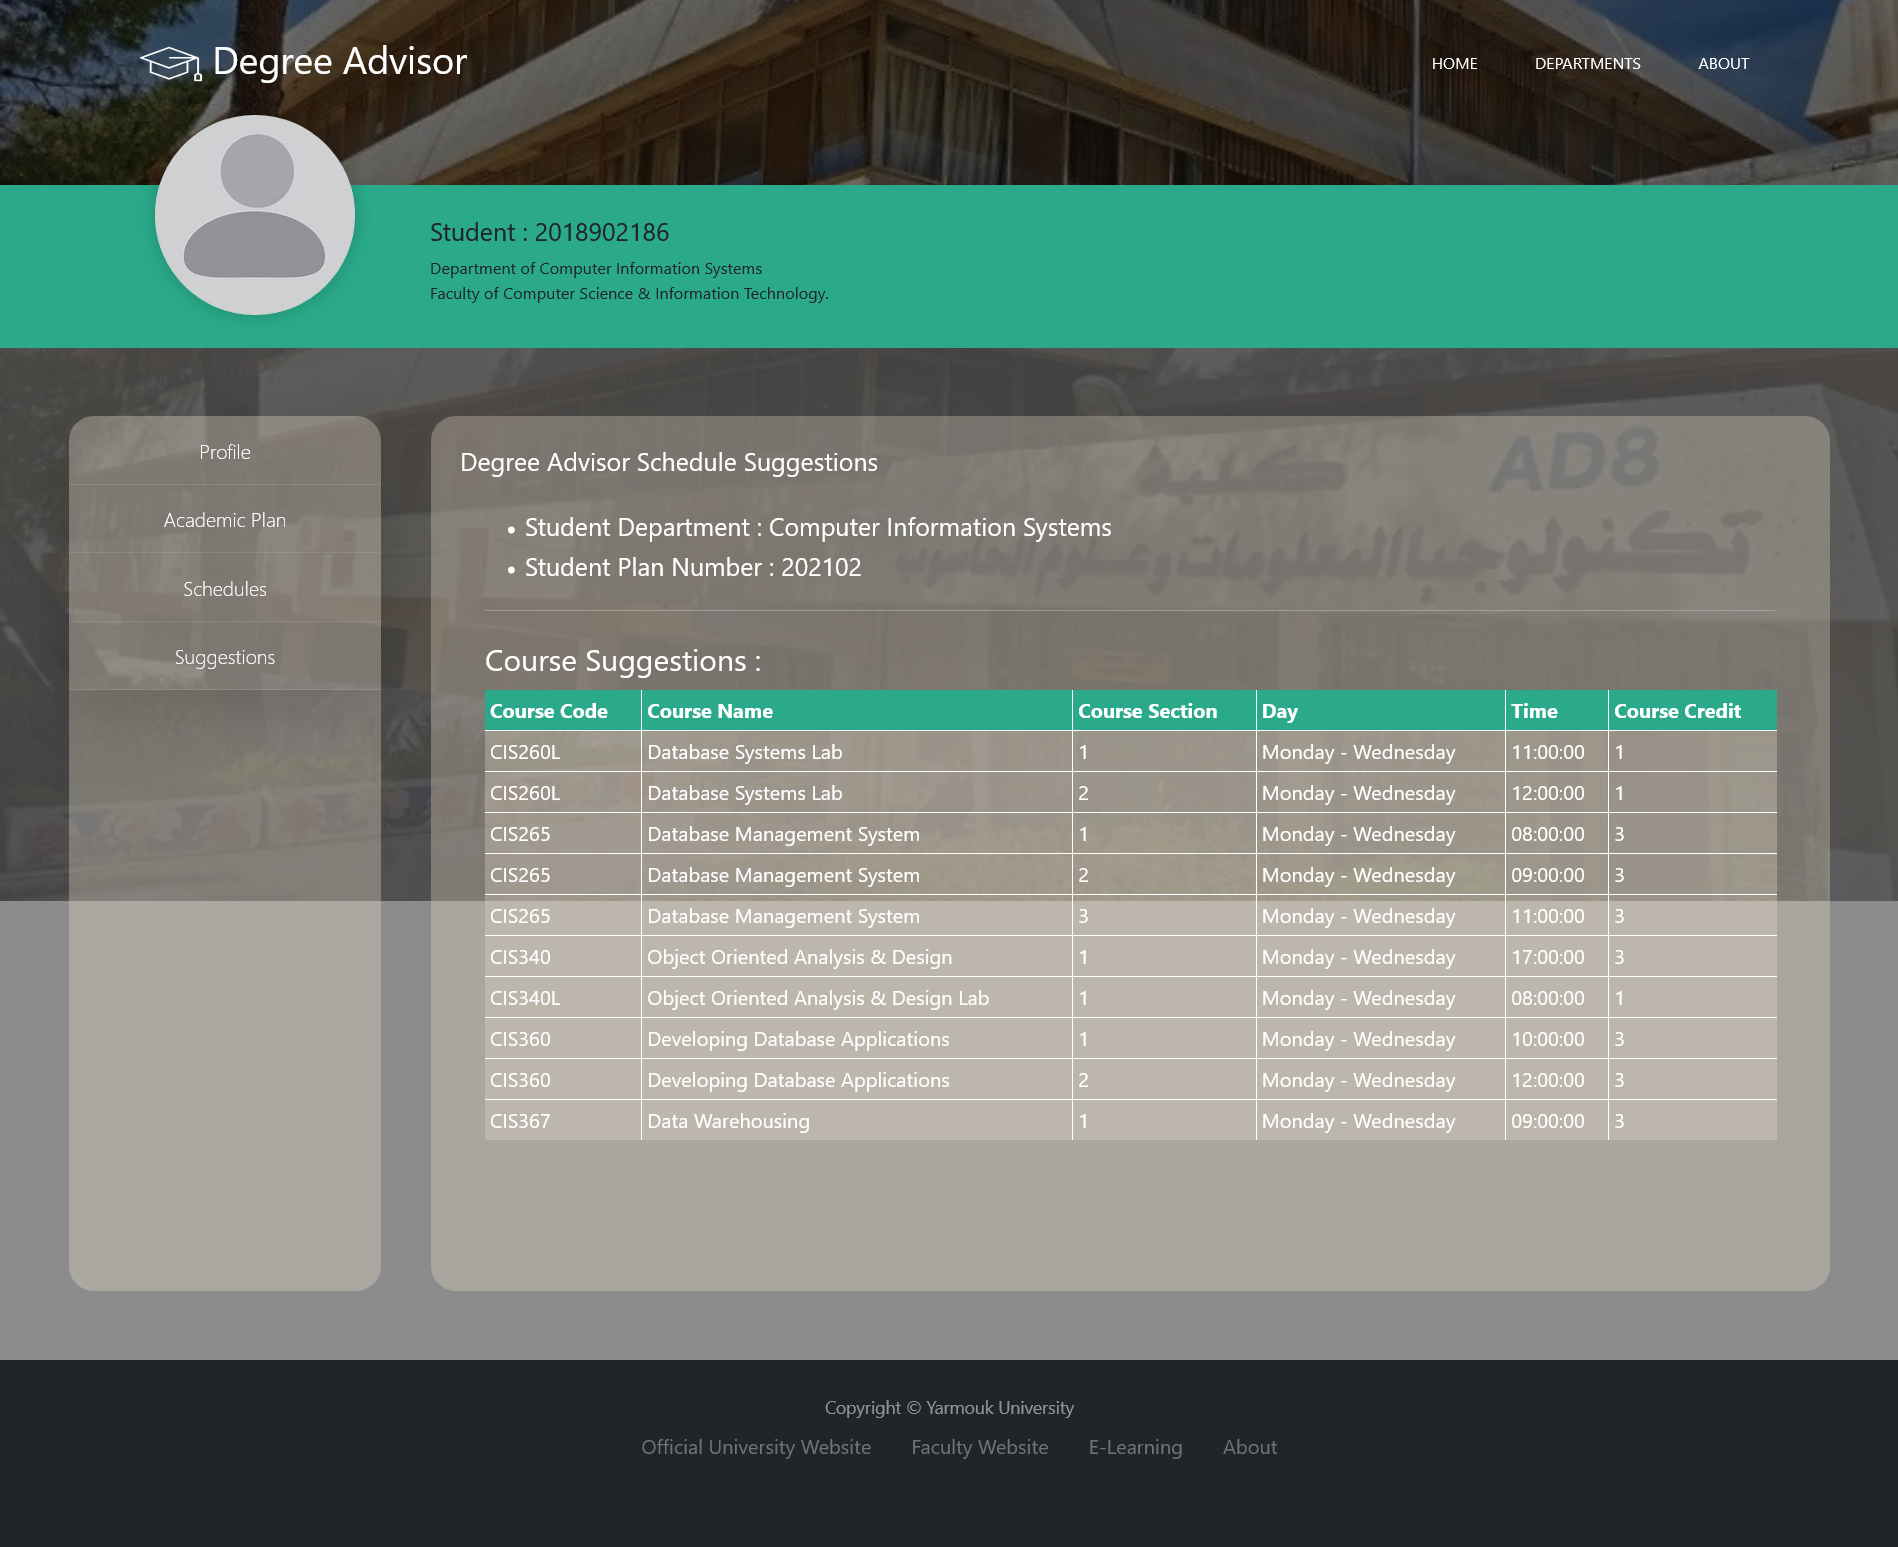 Degree Advisor
HOME DEPARTMENTS ABOUT
Student : 2018902186
Department of Computer Information Systems
Faculty of Computer Science & Information Technology.
Profile
Academic Plan
Schedules
Suggestions
AD8
كلية
تكنولوجيا المعلومات وعلوم الحاسوب
Degree Advisor Schedule Suggestions
• Student Department : Computer Information Systems
• Student Plan Number : 202102
Course Suggestions :
Course Code Course Name Course Section Day Time Course Credit
CIS260L Database Systems Lab 1 Monday - Wednesday 11:00:00 1
CIS260L Database Systems Lab 2 Monday - Wednesday 12:00:00 1
CIS265 Database Management System 1 Monday - Wednesday 08:00:00 3
CIS265 Database Management System 2 Monday - Wednesday 09:00:00 3
CIS265 Database Management System 3 Monday - Wednesday 11:00:00 3
CIS340 Object Oriented Analysis & Design 1 Monday - Wednesday 17:00:00 3
CIS340L Object Oriented Analysis & Design Lab 1 Monday - Wednesday 08:00:00 1
CIS360 Developing Database Applications 1 Monday - Wednesday 10:00:00 3
CIS360 Developing Database Applications 2 Monday - Wednesday 12:00:00 3
CIS367 Data Warehousing 1 Monday - Wednesday 09:00:00 3
Copyright © Yarmouk University
Official University Website Faculty Website E-Learning About